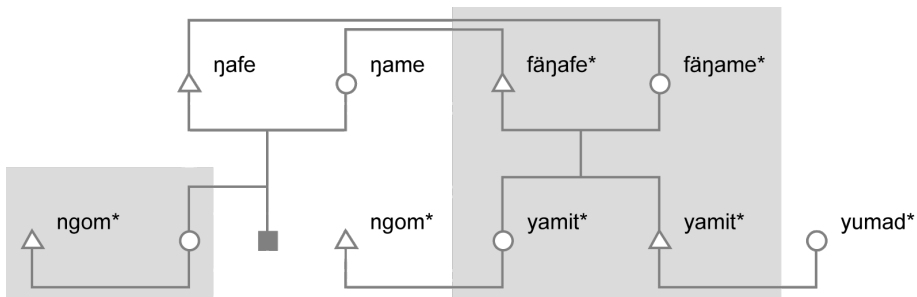 ŋafe ŋame fäŋafe* fäŋame*
ngom* ngom* yamit* yamit* yumad*